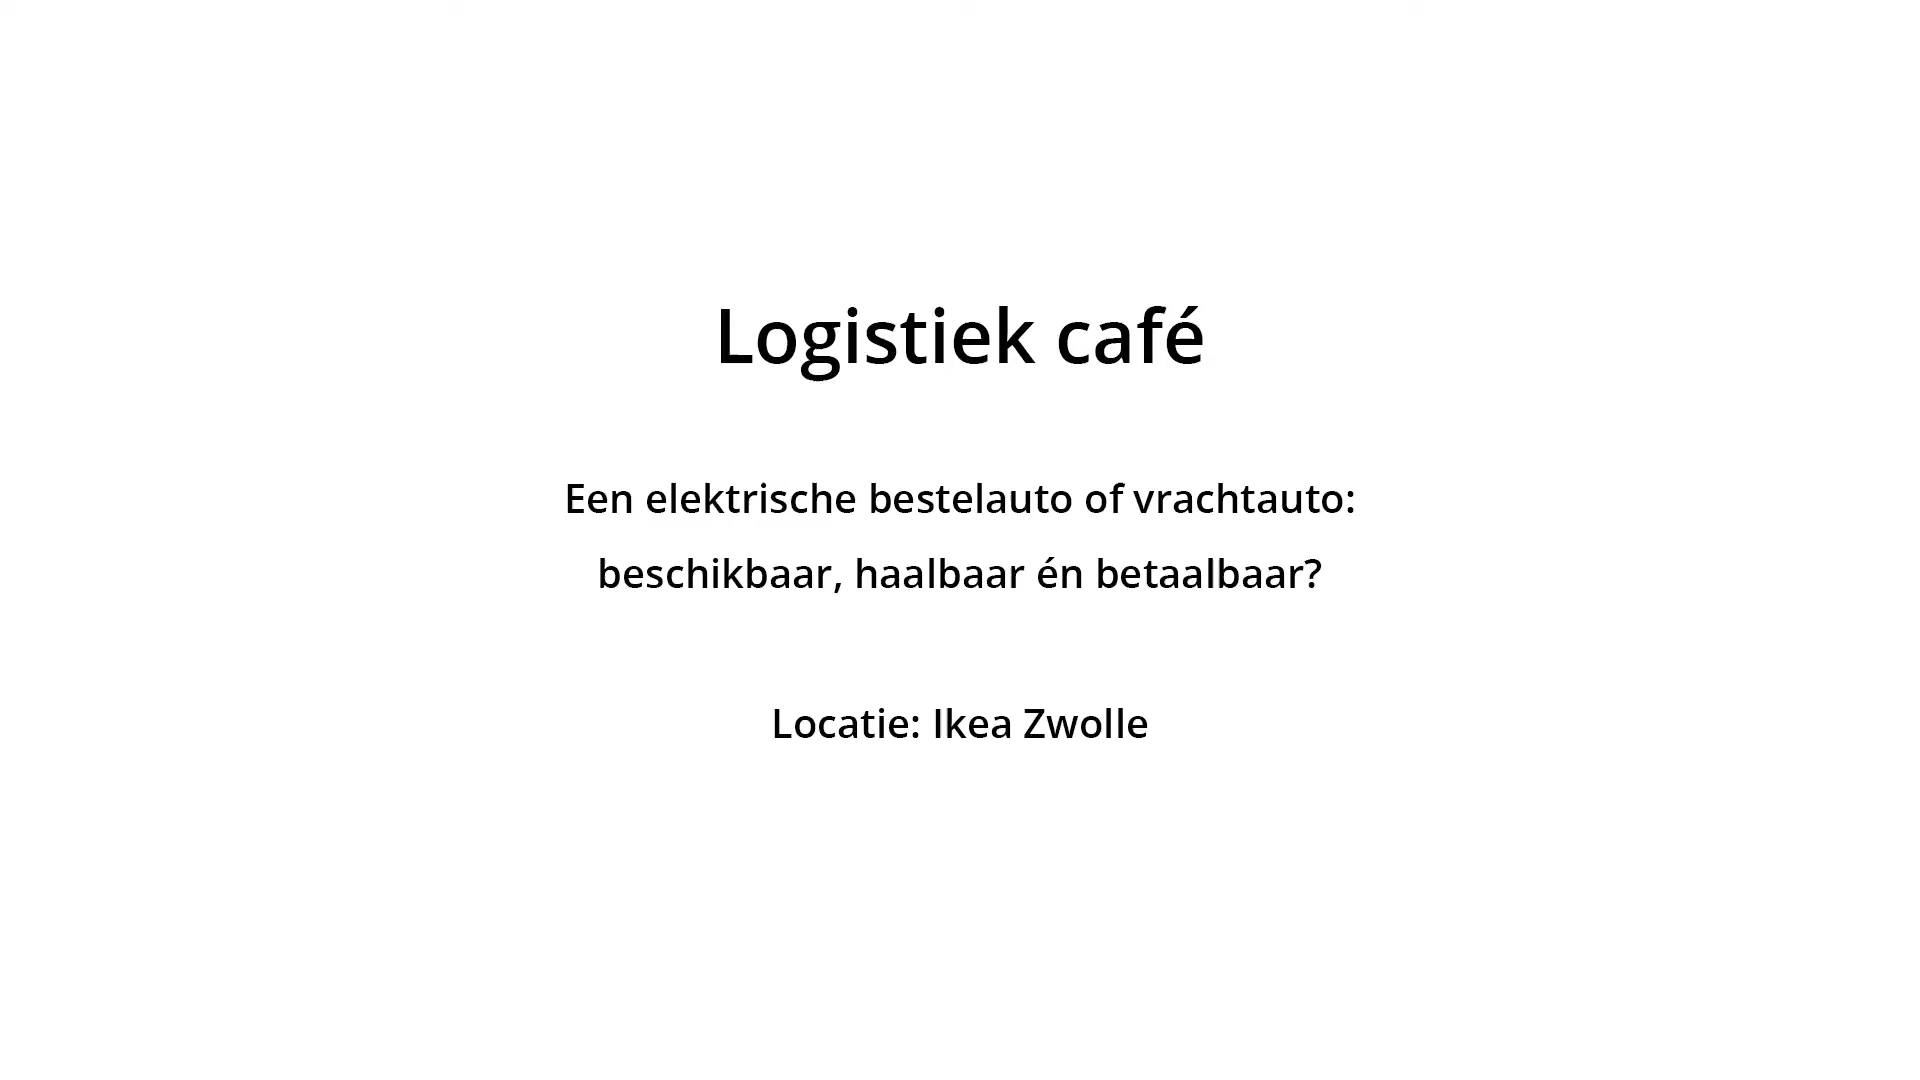 Logistiek café
Een elektrische bestelauto of vrachtauto:
beschikbaar, haalbaar én betaalbaar?
Locatie: Ikea Zwolle